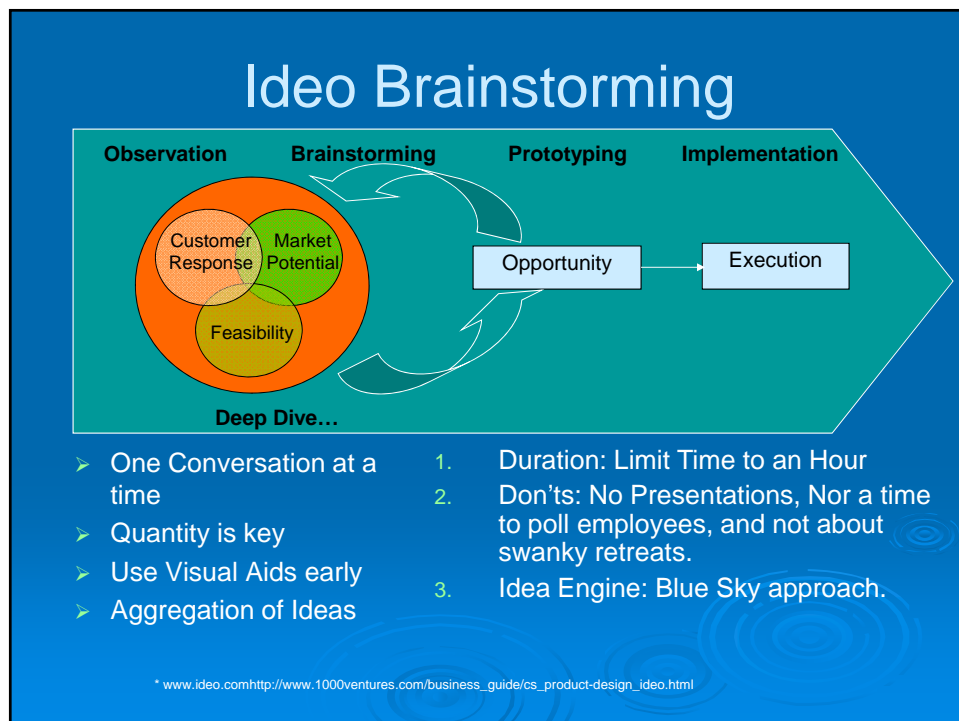 Ideo Brainstorming
Observation Brainstorming Prototyping Implementation
Customer
Response
Market
Potential
Feasibility
Opportunity
Execution
Deep Dive…
➢ One Conversation at a
time
➢ Quantity is key
➢ Use Visual Aids early
➢ Aggregation of Ideas
1. Duration: Limit Time to an Hour
2. Don’ts: No Presentations, Nor a time
to poll employees, and not about
swanky retreats.
3. Idea Engine: Blue Sky approach.
* www.ideo.comhttp://www.1000ventures.com/business_guide/cs_product-design_ideo.html